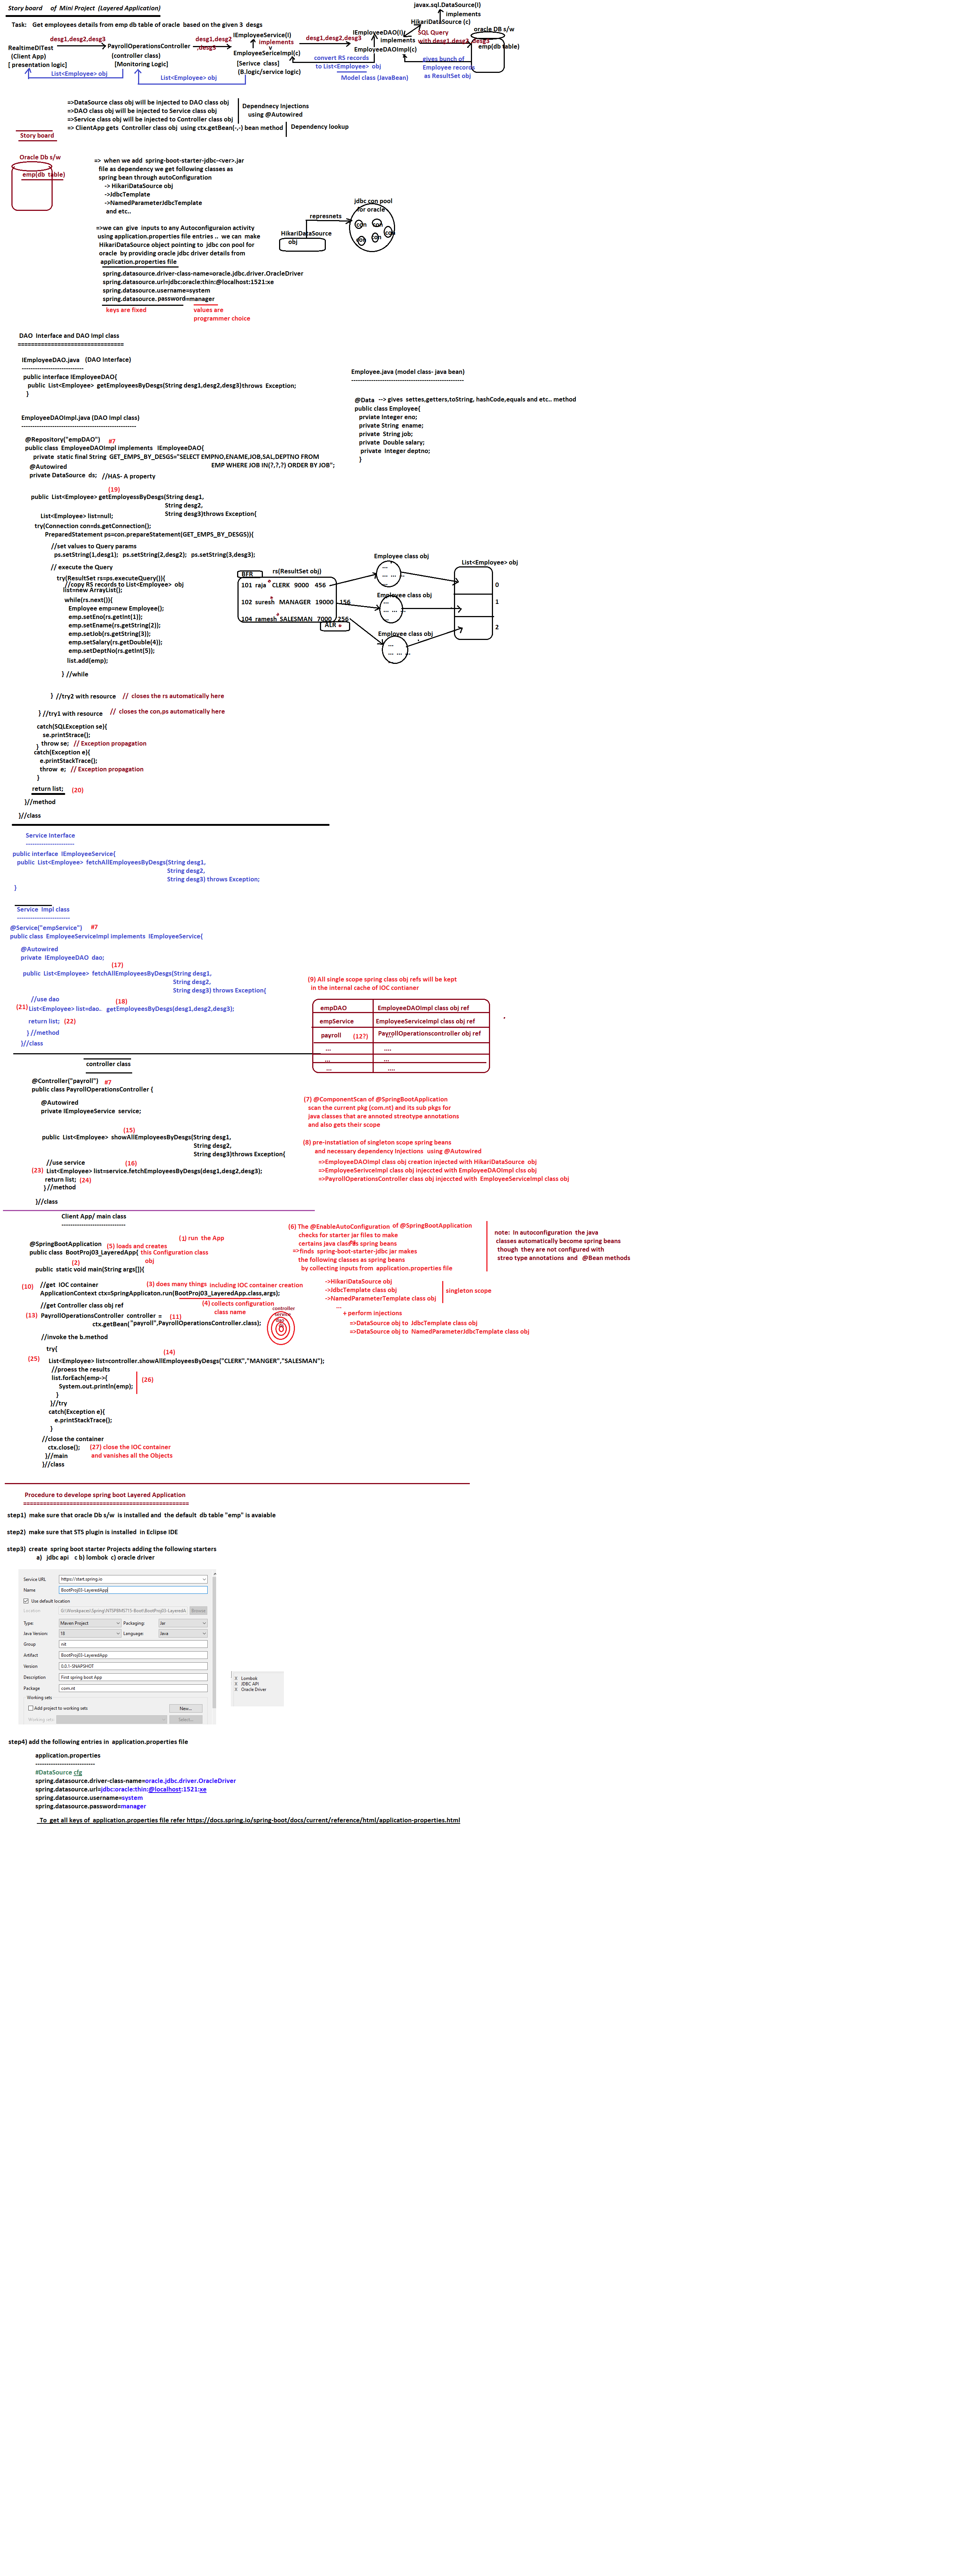 Story board    of  Mini Project  (Layered Application)
Task:   Get employees details from emp db table of oracle  based on the given 3  desgs
javax.sql.DataSource(I)
implements
HikariDataSource (c)
oracle DB s/w
emp(db table)
SQL Query
with desg1,desg2, desg3
gives bunch of
Employee records
as ResultSet obj
IEmployeeDAO(I)
implements
EmployeeDAOImpl(c)
desg1,desg2,desg3
convert RS records
to List<Employee>  obj
Model class (JavaBean)
IEmployeeService(I)
implements
EmployeeSericeImpl(c)
[Serivce  class]
(B.logic/service logic)
desg1,desg2
,desg3
PayrollOperationsController
(controller class)
[Monitoring Logic]
List<Employee> obj
desg1,desg2,desg3
RealtimeDITest
(Client App)
[ presentation logic]
List<Employee> obj
=>DataSource class obj will be injected to DAO class obj
=>DAO class obj will be injected to Service class obj
=>Service class obj will be injected to Controller class obj
=> ClientApp gets  Controller class obj  using ctx.getBean(-,-) bean method
Dependnecy Injections
using @Autowired
Dependency lookup
Story board
Oracle Db s/w
emp(db  table)
=>  when we add  spring-boot-starter-jdbc-<ver>.jar
file as dependency we get following classes as
spring bean through autoConfiguration
-> HikariDataSource obj
->JdbcTemplate
->NamedParameterJdbcTemplate
and etc..
=>we can  give  inputs to any Autoconfiguraion activity
using application.properties file entries ..  we can  make
HikariDataSource object pointing to  jdbc con pool for
oracle  by providing oracle jdbc driver details from
application.properties file
represnets
HikariDataSource
obj
jdbc con pool
for oracle
con
con
con
con
con
spring.datasource.driver-class-name=oracle.jdbc.driver.OracleDriver
spring.datasource.url=jdbc:oracle:thin:@localhost:1521:xe
spring.datasource.username=system
spring.datasource.password=manager
keys are fixed
values are
programmer choice
DAO  Interface and DAO Impl class
================================
IEmployeeDAO.java   (DAO Interface)
----------------------------
public interface IEmployeeDAO{
public  List<Employee>  getEmployeesByDesgs(String desg1,desg2,desg3)throws  Exception;
}
Employee.java (model class- java bean)
---------------------------------------------------
@Data  --> gives  settes,getters,toString, hashCode,equals and etc.. method
public class Employee{
prviate Integer eno;
private String  ename;
private  String job;
private  Double salary;
private  Integer deptno;
}
EmployeeDAOImpl.java (DAO Impl class)
----------------------------------------------------
@Repository("empDAO")    #7
public class  EmployeeDAOImpl implements   IEmployeeDAO{
private  static final String  GET_EMPS_BY_DESGS="SELECT EMPNO,ENAME,JOB,SAL,DEPTNO FROM
EMP WHERE JOB IN(?,?,?) ORDER BY JOB";
@Autowired
private DataSource  ds;  //HAS- A property
(19)
public  List<Employee> getEmployessByDesgs(String desg1,
String desg2,
String desg3)throws Exception{
List<Employee> list=null;
try(Connection con=ds.getConnection();
PreparedStatement ps=con.prepareStatement(GET_EMPS_BY_DESGS)){
//set values to Query params
ps.setString(1,desg1);   ps.setString(2,desg2);   ps.setString(3,desg3);
// execute the Query
try(ResultSet rs=ps.executeQuery()){
//copy RS records to List<Employee>  obj
list=new ArrayList();
while(rs.next()){
Employee emp=new Employee();
emp.setEno(rs.getInt(1));
emp.setEname(rs.getString(2));
emp.setJob(rs.getString(3));
emp.setSalary(rs.getDouble(4));
emp.setDeptNo(rs.getInt(5));
list.add(emp);
} //while
}  //try2 with resource   //  closes the rs automatically here
} //try1 with resource    //  closes the con,ps automatically here
BFR
rs(ResultSet obj)
101  raja   CLERK   9000   456
102  suresh   MANAGER   19000   156
104  ramesh  SALESMAN   7000   256
ALR
Employee class obj
...
... ... ...
...
Employee class obj
...
... ... ...
Employee class obj
...
... ... ...
List<Employee> obj
0
1
2
catch(SQLException se){
se.printStrace();
throw se;   // Exception propagation
}
catch(Exception e){
e.printStackTrace();
throw  e;   // Exception propagation
}
return list;    (20)
}//method
}//class
Service Interface
----------------------
public interface  IEmployeeService{
public  List<Employee>  fetchAllEmployeesByDesgs(String desg1,
String desg2,
String desg3) throws Exception;
}
Service  Impl class
------------------------
@Service("empService")    #7
public class  EmployeeServiceImpl implements  IEmployeeService{
@Autowired
private  IEmployeeDAO  dao;
(17)
public  List<Employee>  fetchAllEmployeesByDesgs(String desg1,
String desg2,
String desg3) throws Exception{
//use dao
(18)
(21) List<Employee> list=dao.   getEmployeesByDesgs(desg1,desg2,desg3);
return list;  (22)
} //method
}//class
(9) All single scope spring class obj refs will be kept
in the internal cache of IOC contianer
empDAO   EmployeeDAOImpl class obj ref
empService   EmployeeServiceImpl class obj ref
payroll   (12?)   PayrollOperationscontroller obj ref
...   ....
...   ...
...   ....
controller class
@Controller("payroll")   #7
public class PayrollOperationsController {
@Autowired
private IEmployeeService  service;
(15)
public  List<Employee>  showAllEmployeesByDesgs(String desg1,
String desg2,
String desg3)throws Exception{
//use service    (16)
(23)  List<Employee> list=service.fetchEmployeesByDesgs(desg1,desg2,desg3);
return list;  (24)
} //method
}//class
(7) @ComponentScan of @SpringBootApplication
scan the current pkg (com.nt) and its sub pkgs for
java classes that are annoted streotype annotations
and also gets their scope
(8) pre-instatiation of singleton scope spring beans
and necessary dependency Injections  using @Autowired
=>EmployeeDAOImpl class obj creation injected with HikariDataSource  obj
=>EmployeeSerivceImpl class obj injeccted with EmployeeDAOImpl clss obj
=>PayrollOperationsController class obj injeccted with  EmployeeServiceImpl class obj
Client App/ main class
-----------------------------
(1) run  the App
@SpringBootApplication   (5) loads and creates
public class  BootProj03_LayeredApp{  this Configuration class
obj
(2)
public  static void main(String args[]){
(10)   //get  IOC container   (3) does many things  including IOC container creation
ApplicationContext ctx=SpringApplicaton.run(BootProj03_LayeredApp.class,args);
(4) collects configuration
class name
//get Controller class obj ref
(13)  PayrollOperationsController  controller  =   (11)
ctx.getBean("payroll",PayrollOperationsController.class);
controller
service
//invoke the b.method
try{
(14)
(25)   List<Employee> list=controller.showAllEmployeesByDesgs("CLERK","MANGER","SALESMAN");
//proess the results
list.forEach(emp->{
System.out.println(emp);   (26)
}
}//try
catch(Exception e){
e.printStackTrace();
}
//close the container
ctx.close();    (27) close the IOC container
}//main   and vanishes all the Objects
}//class
(6) The @EnableAutoConfiguration  of @SpringBootApplication
checks for starter jar files to make
certains java classes as spring beans
=>finds  spring-boot-starter-jdbc jar makes
the following classes as spring beans
by collecting inputs from  application.properties file
->HikariDataSource obj
->JdbcTemplate class obj
->NamedParameterTemplate class obj
...
singleton scope
+ perform injections
=>DataSource obj to  JdbcTemplate class obj
=>DataSource obj to  NamedParameterJdbcTemplate class obj
note:  In autoconfiguration  the java
classes automatically become spring beans
though  they are not configured with
streo type annotations  and   @Bean methods
Procedure to develope spring boot Layered Application
==================================================
step1)  make sure that oracle Db s/w  is installed and  the default  db table "emp" is avaiable
step2)  make sure that STS plugin is installed  in Eclipse IDE
step3)  create  spring boot starter Projects adding the following starters
a)   jdbc api   c b) lombok  c) oracle driver
Service URL   https://start.spring.io
Name   BootProj03-LayeredApp
Use default location
Location   Browse
Type:   Maven Project   Packaging:   Jar
Java Version:   18   Language:   Java
Group   nit
Artifact   BootProj03-LayeredApp
Version   0.0.1-SNAPSHOT
Description   First spring boot App
Package   com.nt
Working sets
Add project to working sets   New...
Working sets:   Select...
X   Lombok
X   JDBC API
X   Oracle Driver
step4)  add the following entries in  application.properties file
application.properties
---------------------------
#DataSource cfg
spring.datasource.driver-class-name=oracle.jdbc.driver.OracleDriver
spring.datasource.url=jdbc:oracle:thin:@localhost:1521:xe
spring.datasource.username=system
spring.datasource.password=manager
To  get all keys of  application.properties file refer https://docs.spring.io/spring-boot/docs/current/reference/html/application-properties.html